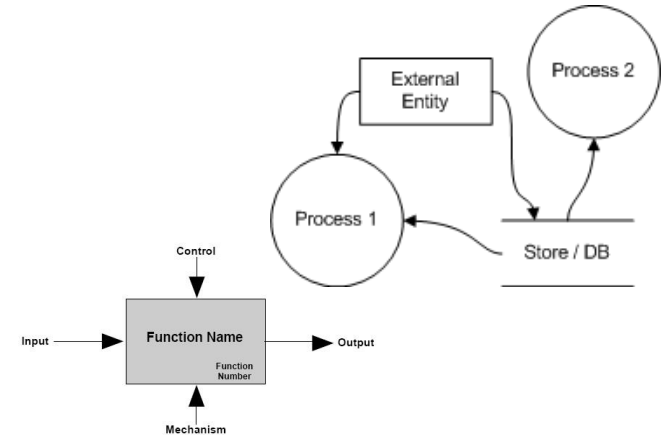 External
Entity
Process 2
Process 1
Store / DB
Control
Input
Function Name
Function
Number
Output
Mechanism